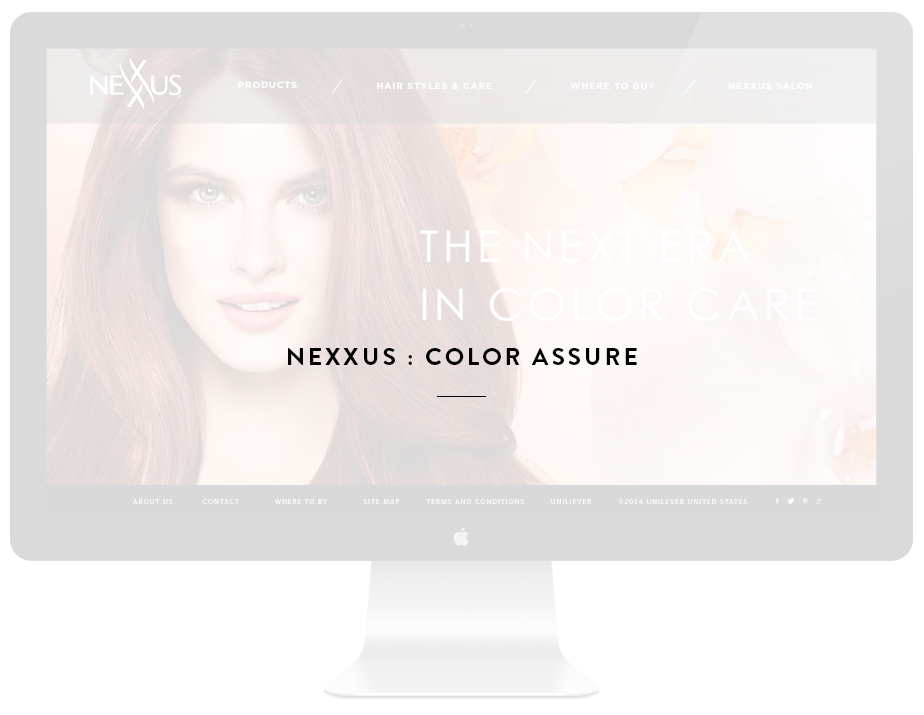 NEXXUS
PRODUCTS / HAIR STYLES & CARE / WHERE TO BUY / NEXXUS SALON
THE NEXT ERA
IN COLOR CARE
NEXXUS : COLOR ASSURE
ABOUT US CONTACT WHERE TO BY SITE MAP TERMS AND CONDITIONS UNILIEVER ©2014 UNILEVER UNITED STATES